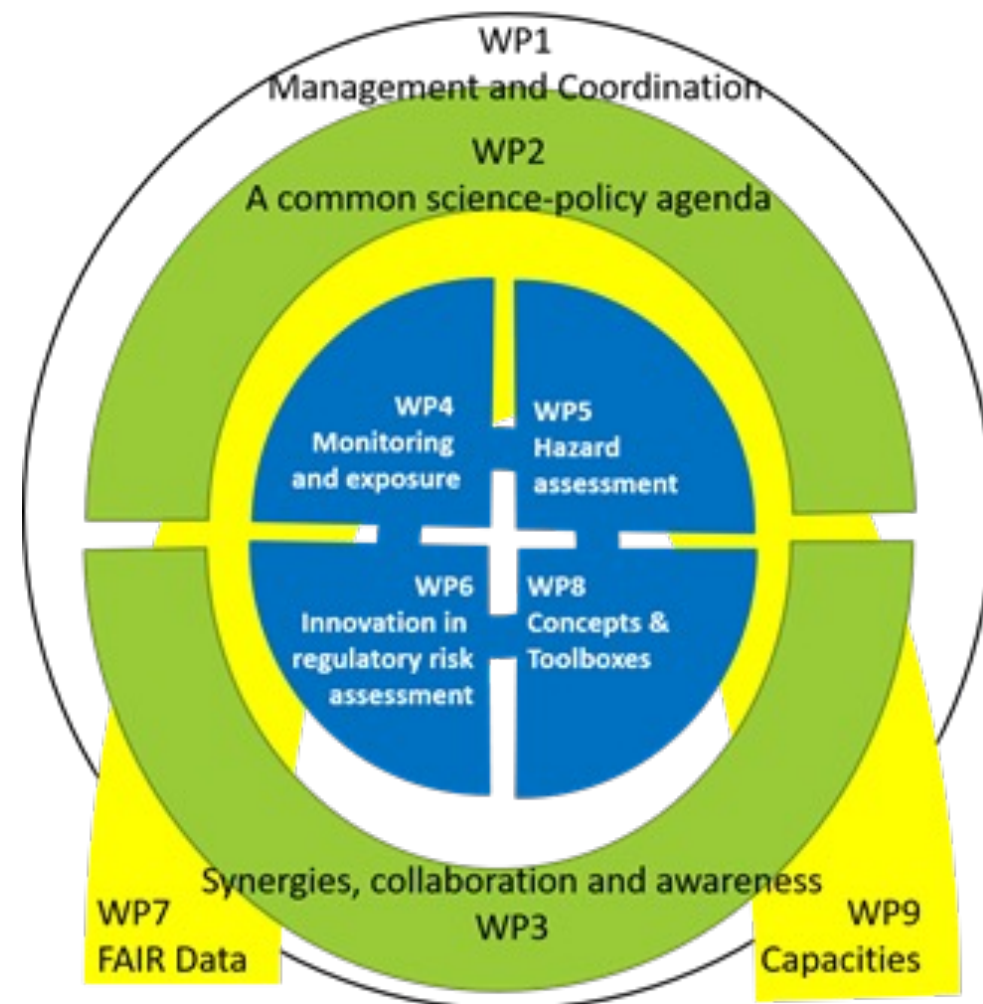 WP1
Management and Coordination
WP2
A common science-policy agenda
WP4
Monitoring
and exposure
WP5
Hazard
assessment
WP6
Innovation in
regulatory risk
assessment
WP8
Concepts &
Toolboxes
Synergies, collaboration and awareness
WP3
WP7
FAIR Data
WP9
Capacities